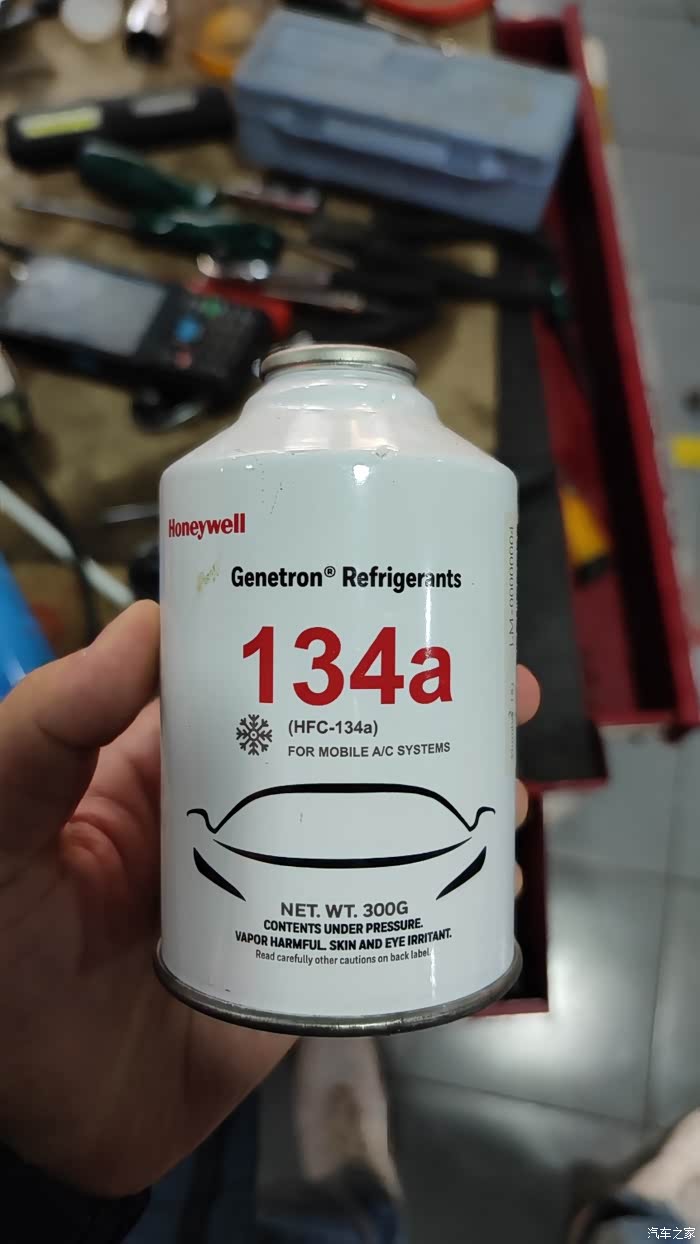 Honeywell
Genetron® Refrigerants
134a
(HFC-134a)
FOR MOBILE A/C SYSTEMS
NET. WT. 300G
CONTENTS UNDER PRESSURE.
VAPOR HARMFUL. SKIN AND EYE IRRITANT.
Read carefully other cautions on back label.
汽车之家